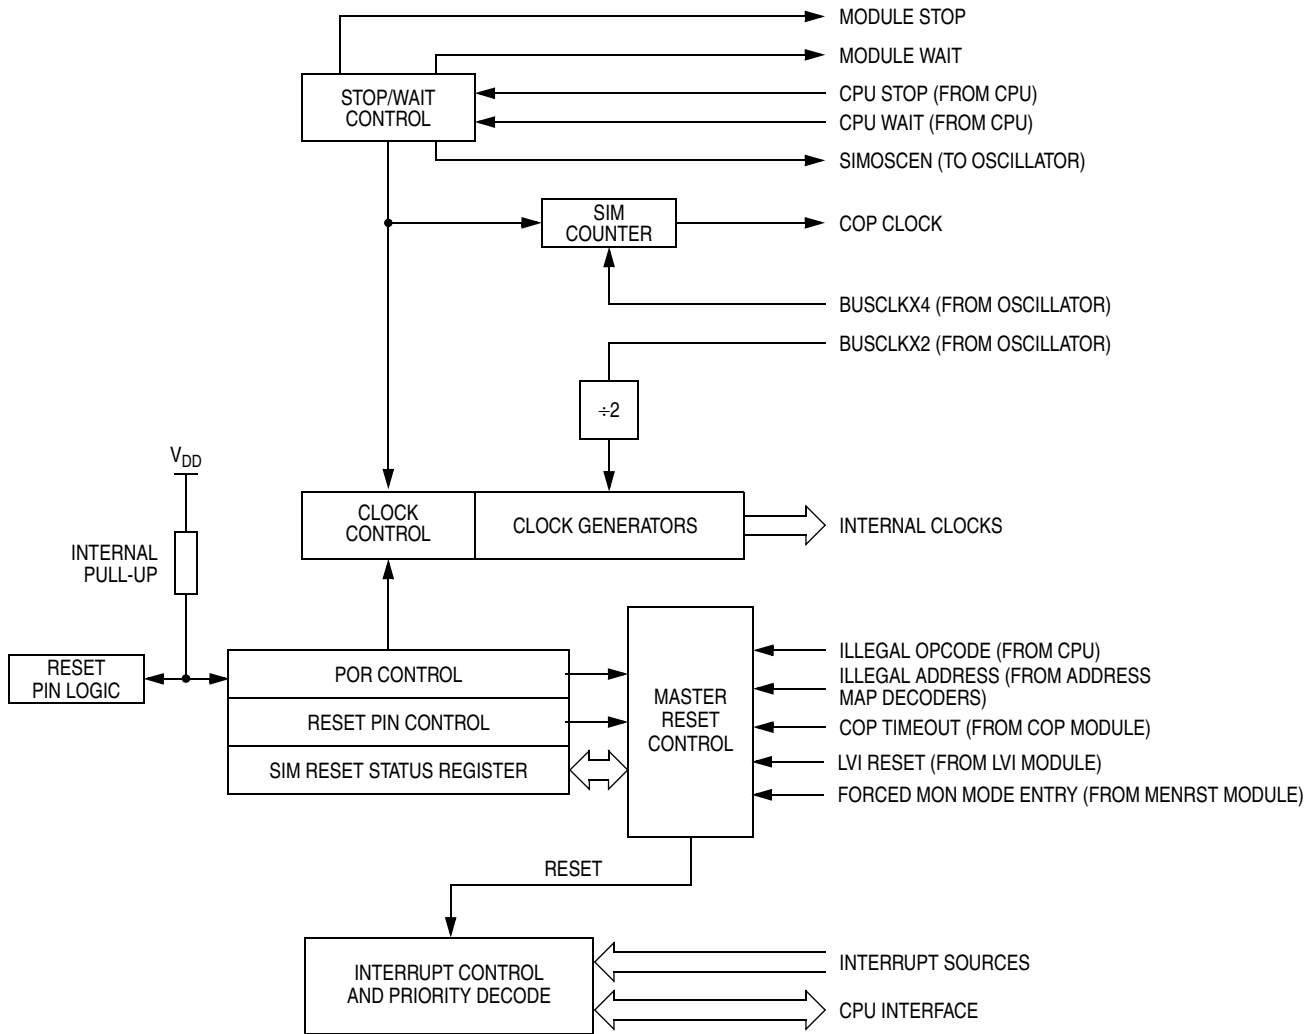 MODULE STOP
MODULE WAIT
STOP/WAIT
CONTROL
CPU STOP (FROM CPU)
CPU WAIT (FROM CPU)
SIMOSCEN (TO OSCILLATOR)
SIM
COUNTER
COP CLOCK
BUSCLKX4 (FROM OSCILLATOR)
BUSCLKX2 (FROM OSCILLATOR)
÷2
VDD
CLOCK
CONTROL
CLOCK GENERATORS
INTERNAL CLOCKS
INTERNAL
PULL-UP
RESET
PIN LOGIC
POR CONTROL
RESET PIN CONTROL
SIM RESET STATUS REGISTER
MASTER
RESET
CONTROL
ILLEGAL OPCODE (FROM CPU)
ILLEGAL ADDRESS (FROM ADDRESS
MAP DECODERS)
COP TIMEOUT (FROM COP MODULE)
LVI RESET (FROM LVI MODULE)
FORCED MON MODE ENTRY (FROM MENRST MODULE)
RESET
INTERRUPT CONTROL
AND PRIORITY DECODE
INTERRUPT SOURCES
CPU INTERFACE